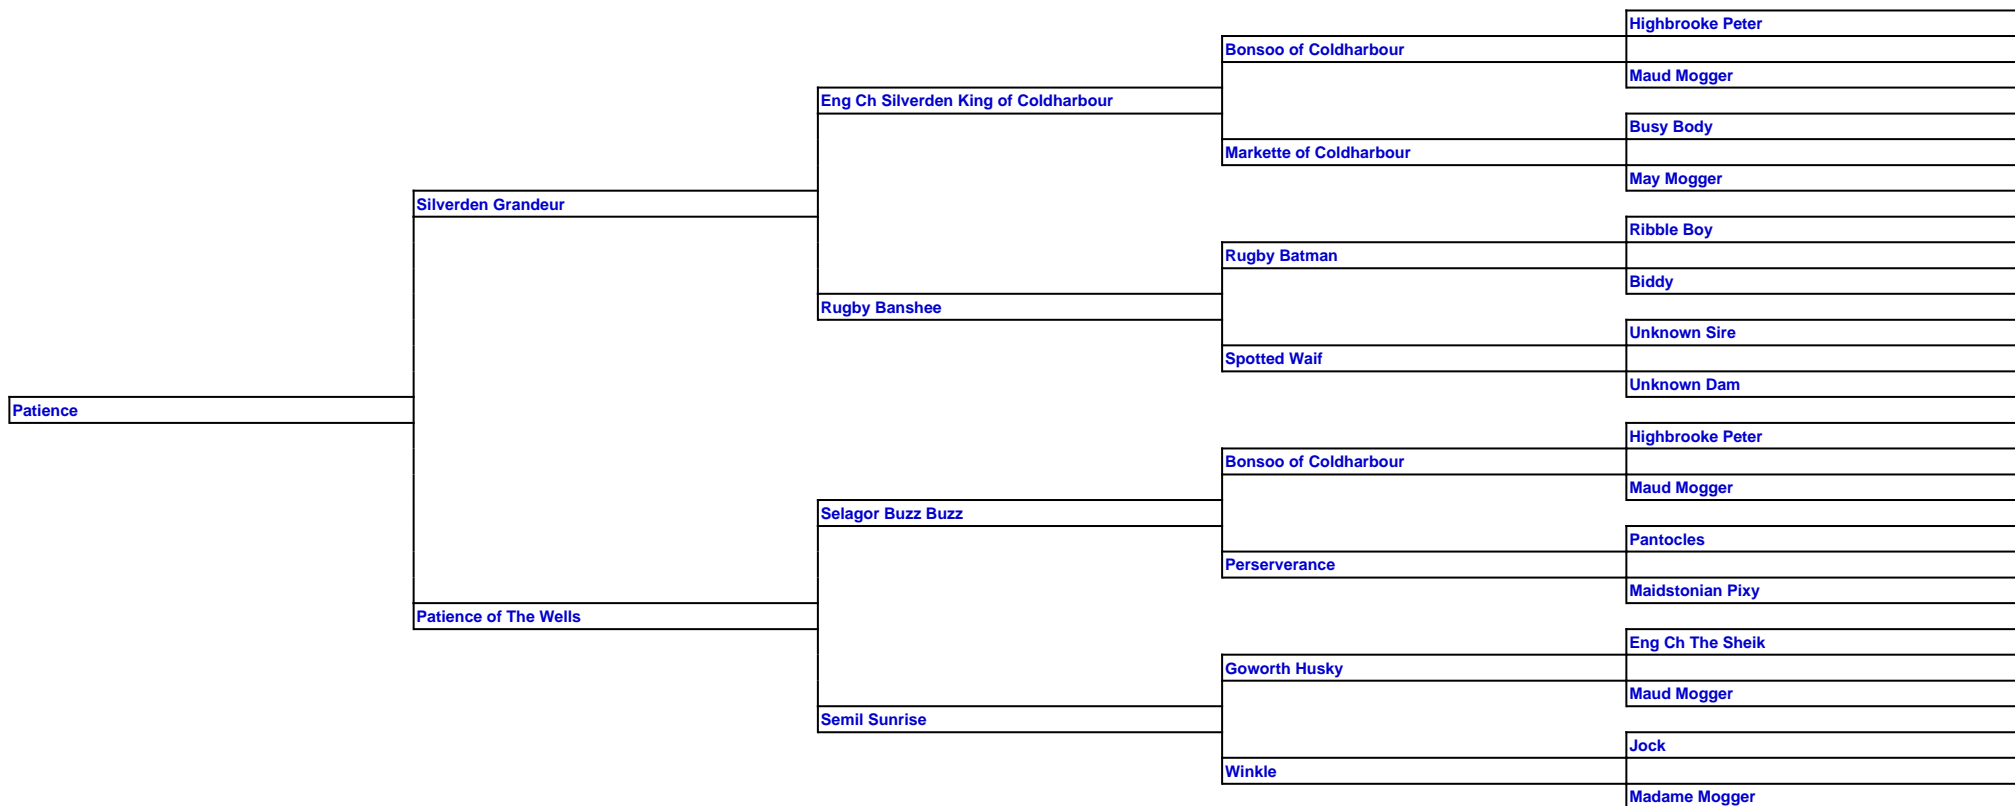 Highbrooke Peter
Bonsoo of Coldharbour
Maud Mogger
Eng Ch Silverden King of Coldharbour
Busy Body
Markette of Coldharbour
May Mogger
Silverden Grandeur
Ribble Boy
Rugby Batman
Biddy
Rugby Banshee
Unknown Sire
Spotted Waif
Unknown Dam
Patience
Highbrooke Peter
Bonsoo of Coldharbour
Maud Mogger
Selagor Buzz Buzz
Pantocles
Perserverance
Maidstonian Pixy
Patience of The Wells
Eng Ch The Sheik
Goworth Husky
Maud Mogger
Semil Sunrise
Jock
Winkle
Madame Mogger